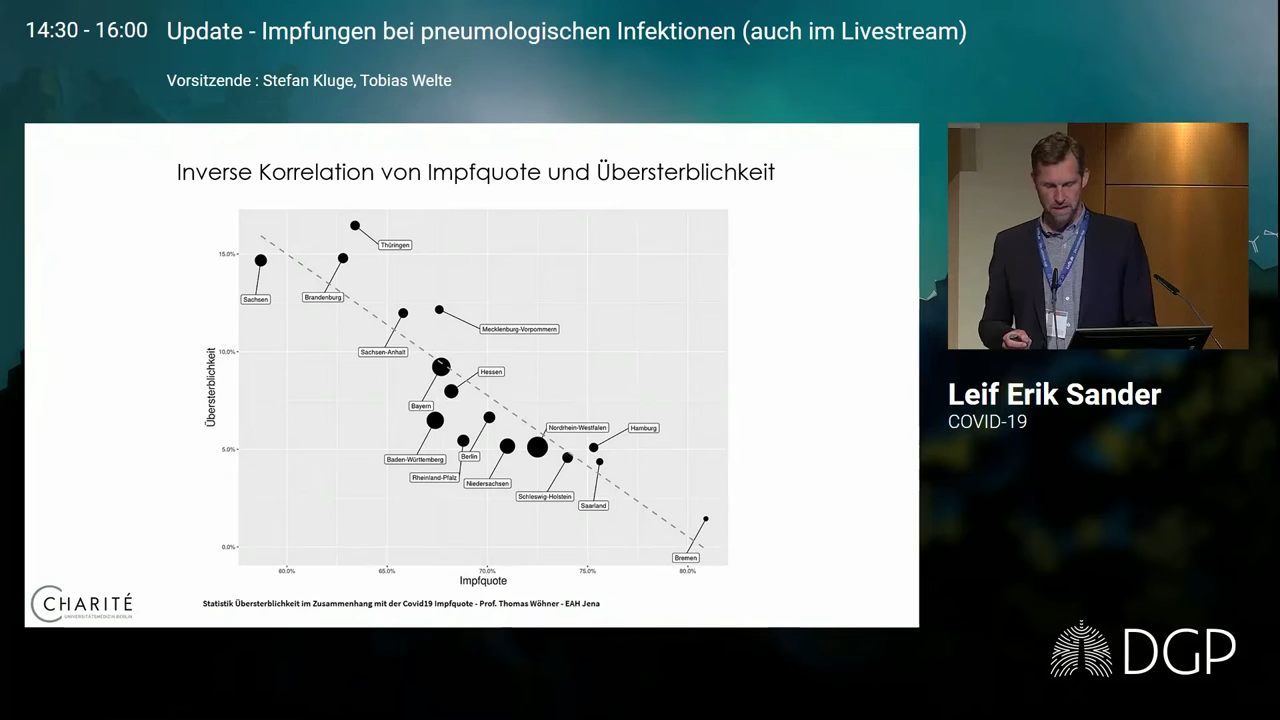 14:30 - 16:00 Update - Impfungen bei pneumologischen Infektionen (auch im Livestream)
Vorsitzende : Stefan Kluge, Tobias Welte
Inverse Korrelation von Impfquote und Übersterblichkeit
Thüringen
15.0%
Sachsen
Brandenburg
Mecklenburg-Vorpommern
10.0%
Sachsen-Anhalt
Hessen
Übersterblichkeit
Bayern
Nordrhein-Westfalen
Hamburg
5.0%
Baden-Württemberg
Berlin
Rheinland-Pfalz
Niedersachsen
Schleswig-Holstein
Saarland
0.0%
Bremen
60.0%
65.0%
70.0%
75.0%
80.0%
Impfquote
Statistik Übersterblichkeit im Zusammenhang mit der Covid19 Impfquote - Prof. Thomas Wöhner - EAH Jena
CHARITÉ
UNIVERSITÄTSMEDIZIN BERLIN
Leif Erik Sander
COVID-19
DGP